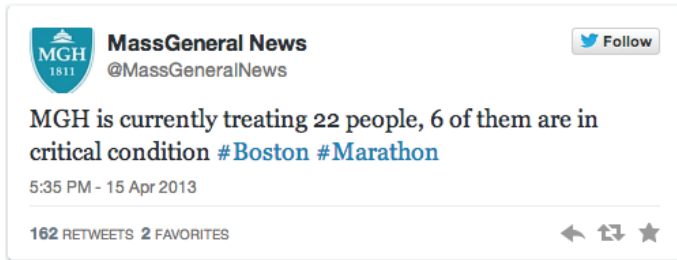 MGH
1811
MassGeneral News
@MassGeneralNews
Follow
MGH is currently treating 22 people, 6 of them are in
critical condition #Boston #Marathon
5:35 PM - 15 Apr 2013
162 RETWEETS 2 FAVORITES